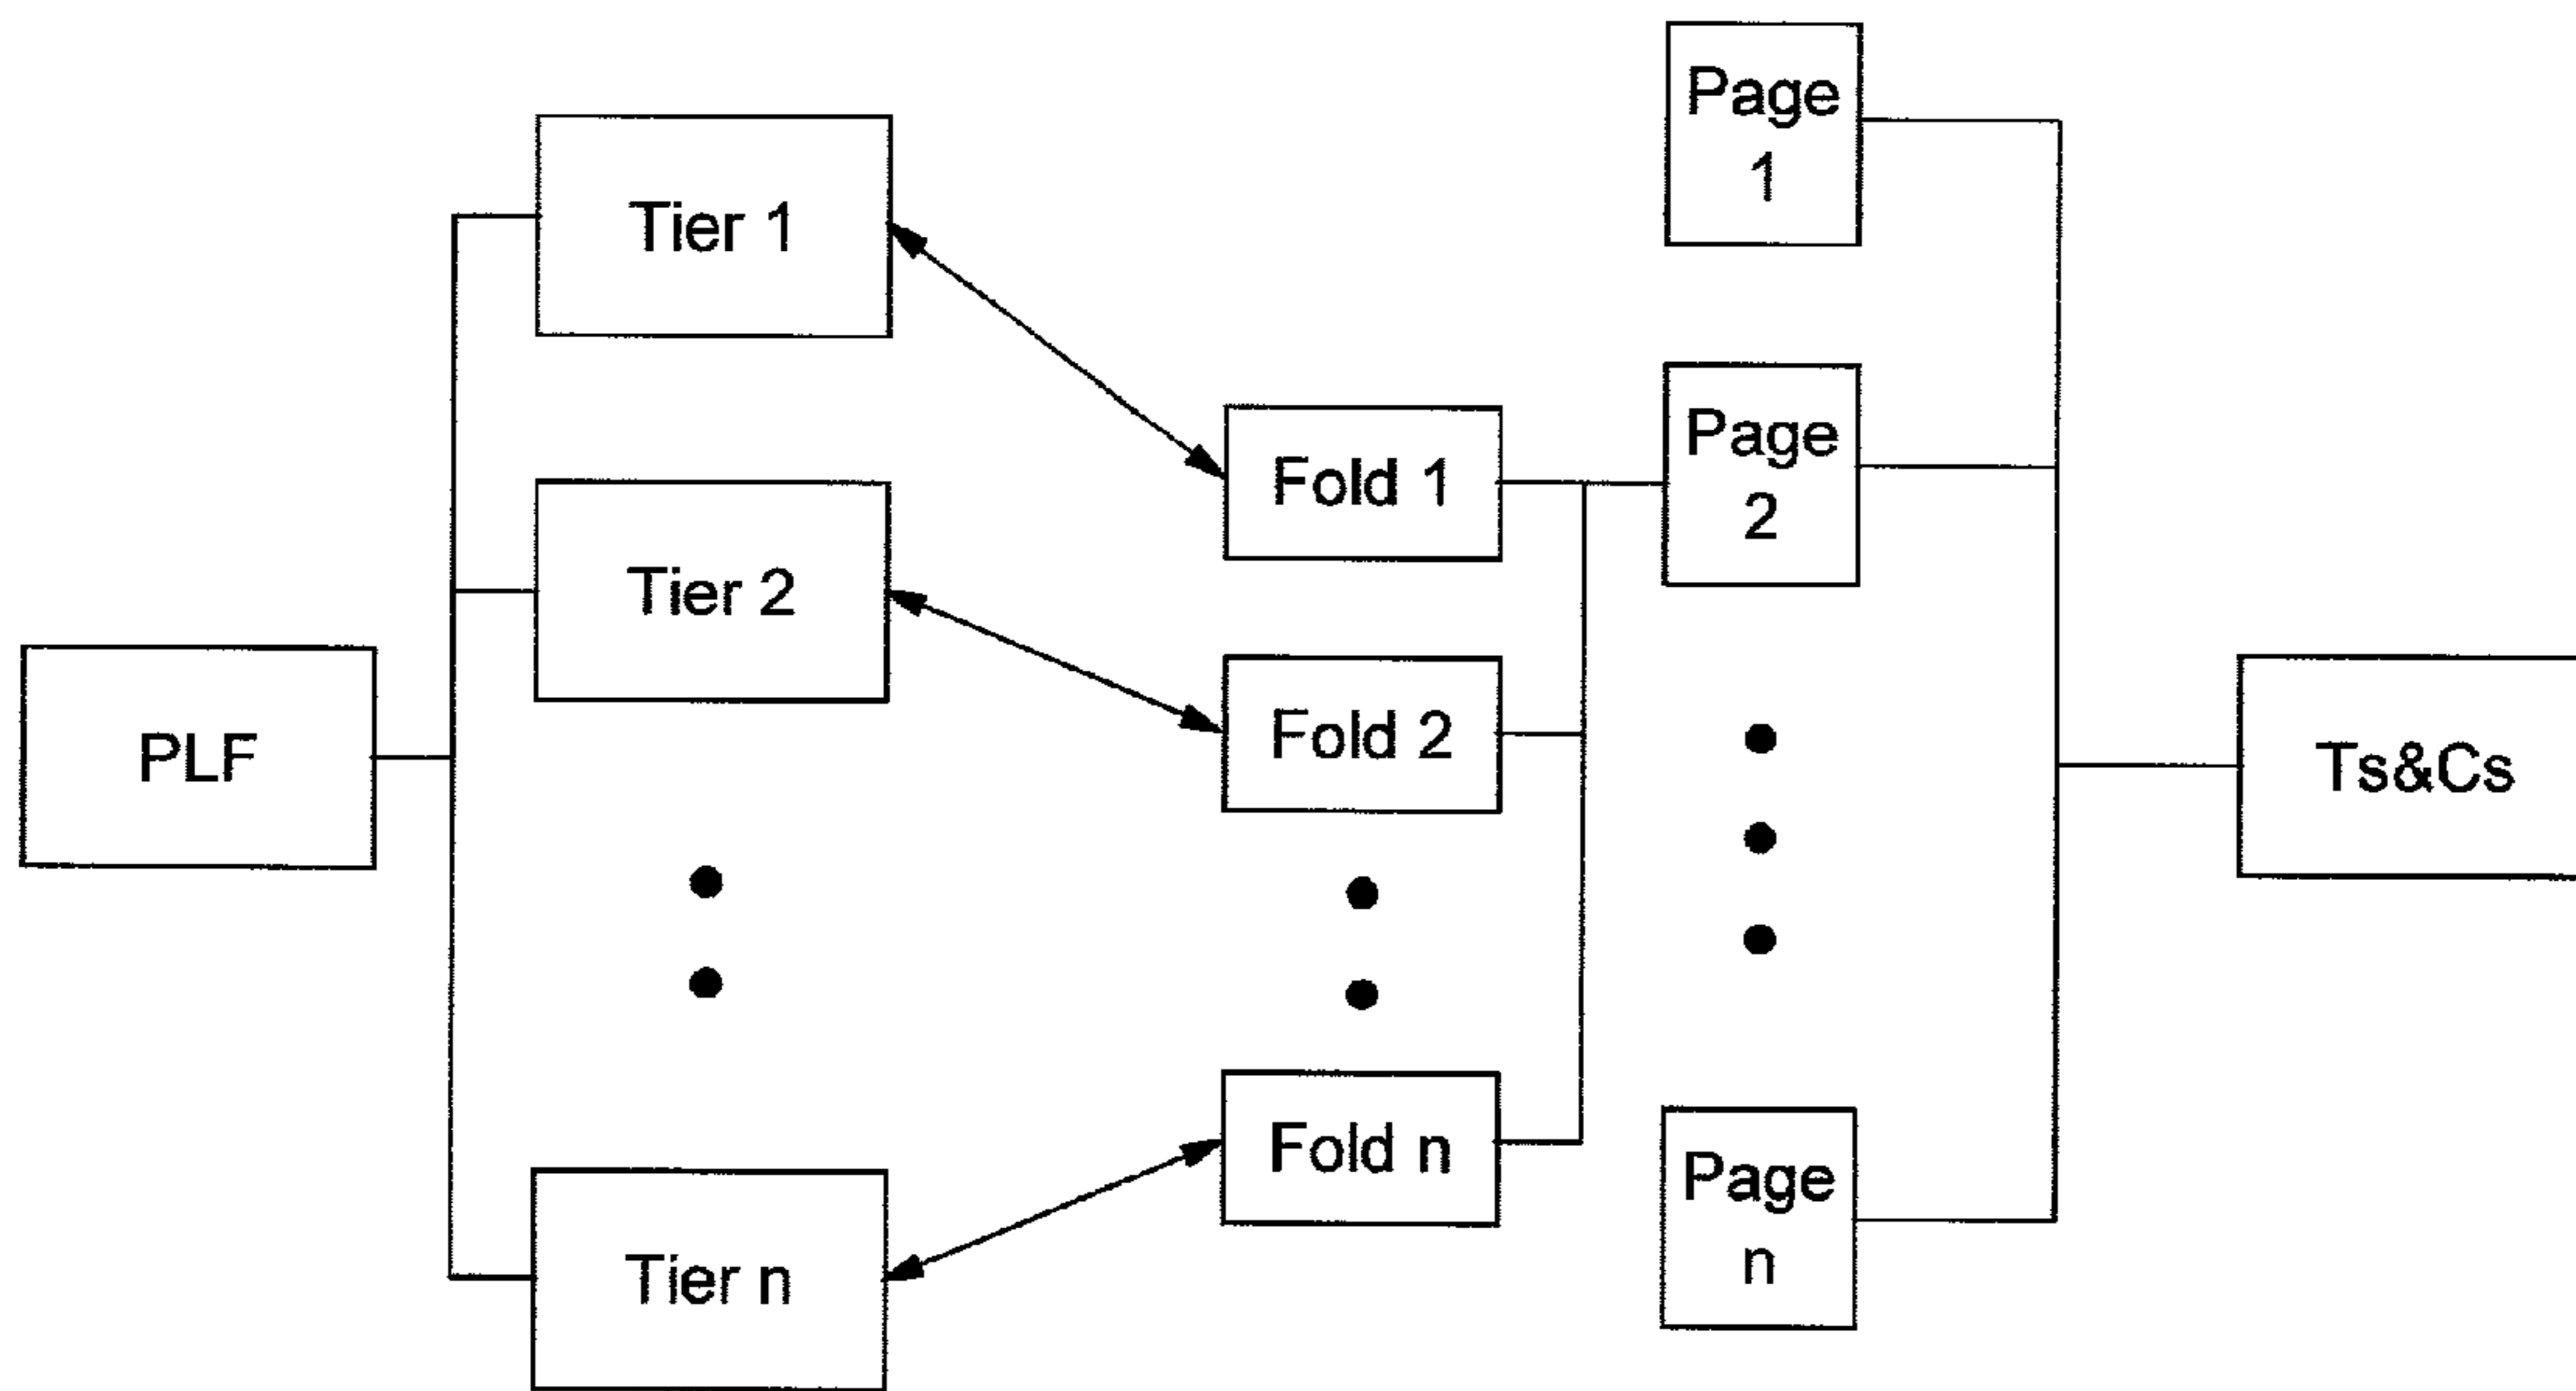 PLF
Tier 1
Tier 2
Tier n
Fold 1
Fold 2
Fold n
Page
1
Page
2
Page
n
Ts&Cs